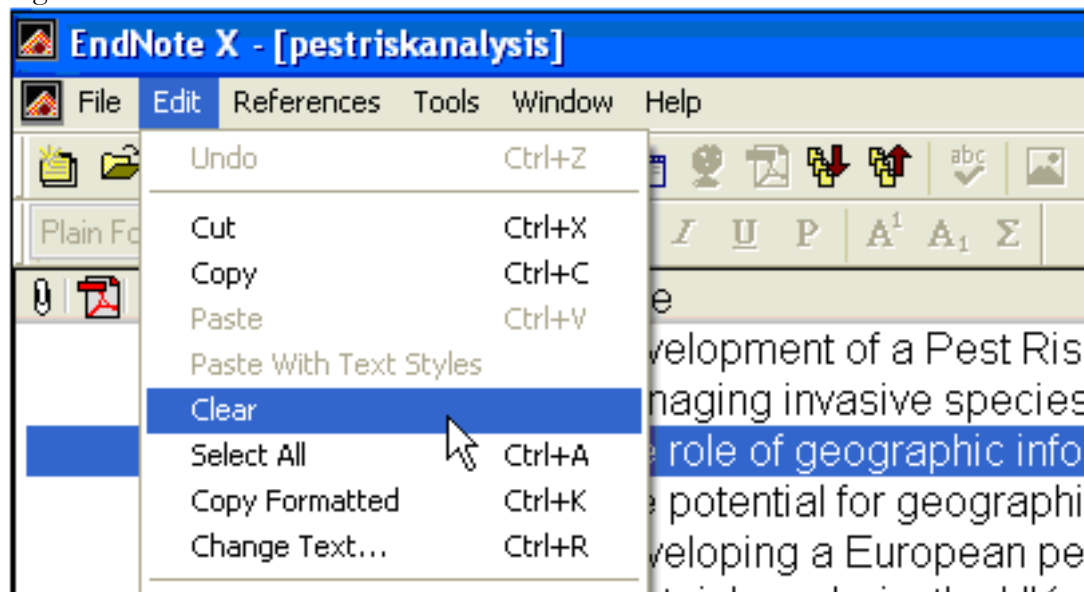 EndNote X - [pestriskanalysis]
File Edit References Tools Window Help
Undo Ctrl+Z
abc
Cut Ctrl+X
Plain Fo
I U P A1 A1 Σ
Copy Ctrl+C
e
Paste Ctrl+V
Paste With Text Styles
velopment of a Pest Ris
Clear
naging invasive species
Select All Ctrl+A
role of geographic info
Copy Formatted Ctrl+K
potential for geographi
Change Text... Ctrl+R
veloping a European pe